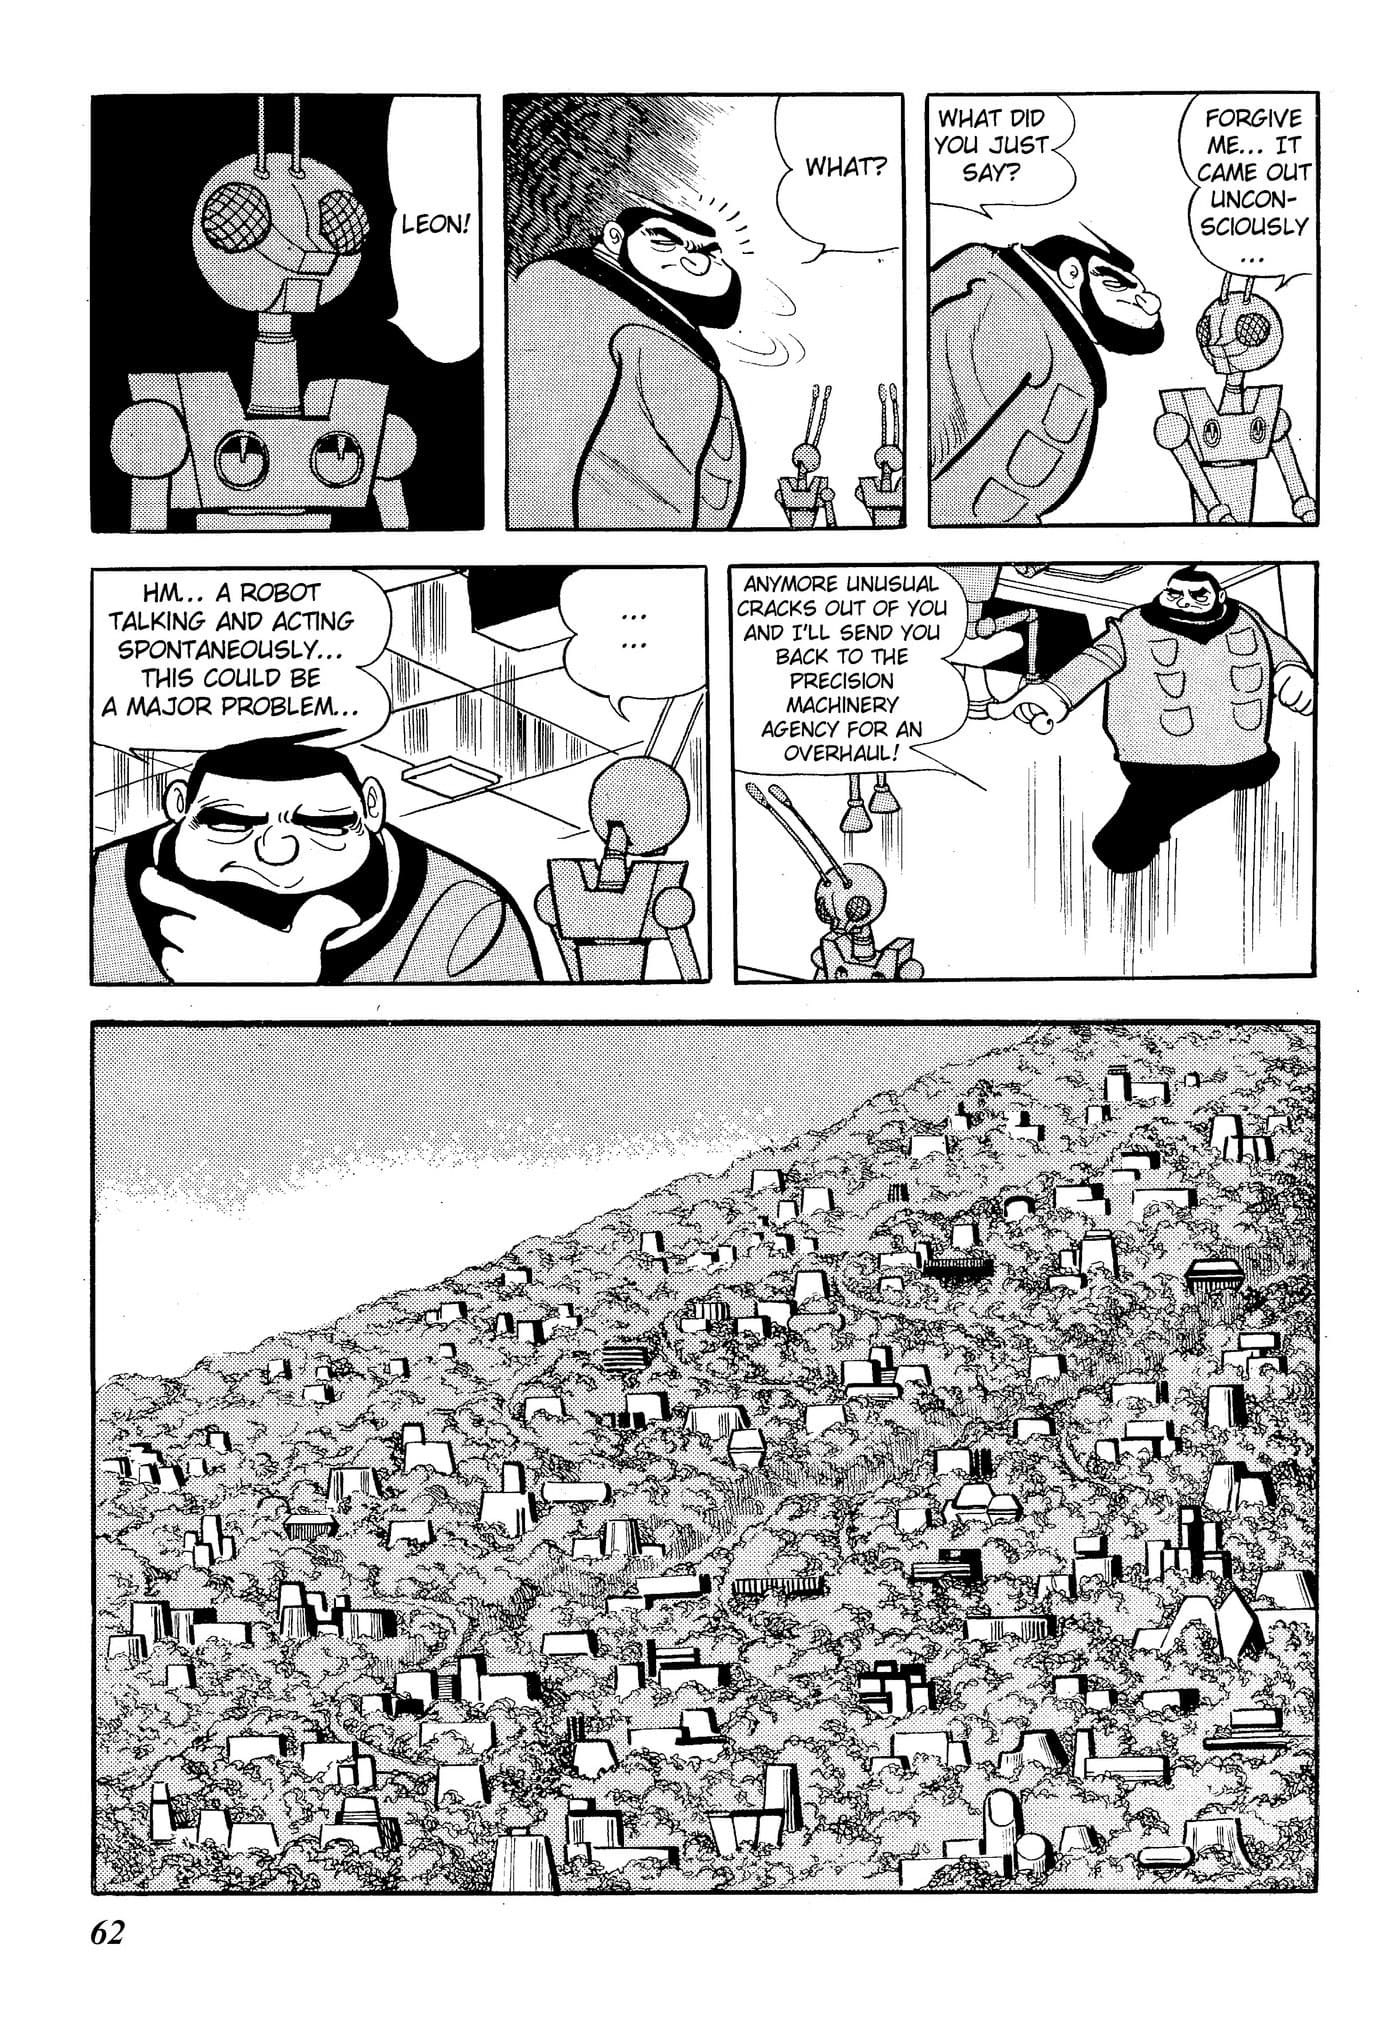 LEON!
WHAT?
WHAT DID
YOU JUST
SAY?
FORGIVE
ME... IT
CAME OUT
UNCON-
SCIOUSLY
...
HM... A ROBOT
TALKING AND ACTING
SPONTANEOUSLY...
THIS COULD BE
A MAJOR PROBLEM...
...
...
ANYMORE UNUSUAL
CRACKS OUT OF YOU
AND I'LL SEND YOU
BACK TO THE
PRECISION
MACHINERY
AGENCY FOR AN
OVERHAUL!
62